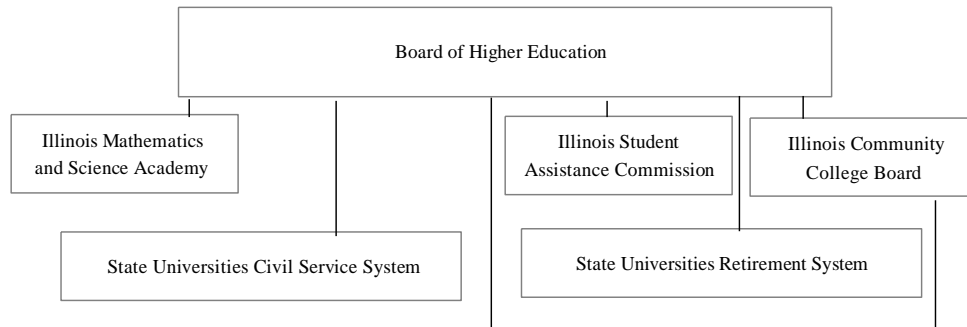 Board of Higher Education
Illinois Mathematics
and Science Academy
Illinois Student
Assistance Commission
Illinois Community
College Board
State Universities Civil Service System
State Universities Retirement System